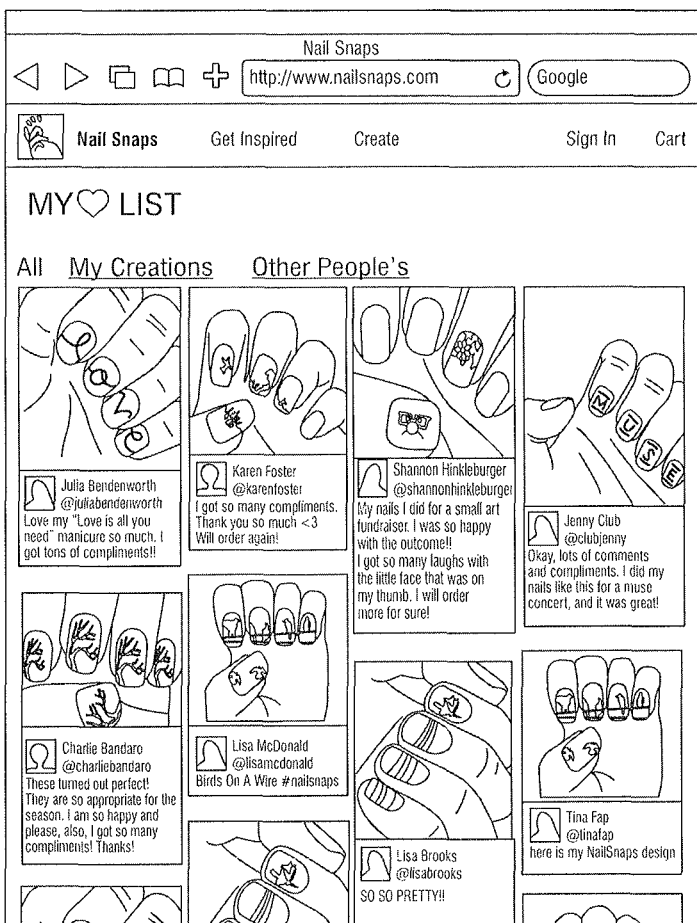 Nail Snaps
http://www.nailsnaps.com
Google
Nail Snaps
Get Inspired
Create
Sign In
Cart
MY♡ LIST
All
My Creations
Other People's
Julia Bendenworth
@juliabendenworth
Love my "Love is all you
need" manicure so much. I
got tons of compliments!!
Karen Foster
@karenfoster
I got so many compliments.
Thank you so much <3
Will order again!
Shannon Hinkleburger
@shannonhinkleburger
My nails I did for a small art
fundraiser. I was so happy
with the outcome!!
I got so many laughs with
the little face that was on
my thumb. I will order
more for sure!
M U S E
Jenny Club
@clubjenny
Okay, lots of comments
and compliments. I did my
nails like this for a muse
concert, and it was great!
Charlie Bandaro
@charliebandaro
These turned out perfect!
They are so appropriate for the
season. I am so happy and
please, also, I got so many
compliments! Thanks!
Lisa McDonald
@lisamcdonald
Birds On A Wire #nailsnaps
Lisa Brooks
@lisabrooks
SO SO PRETTY!!
Tina Fap
@tinafap
here is my NailSnaps design